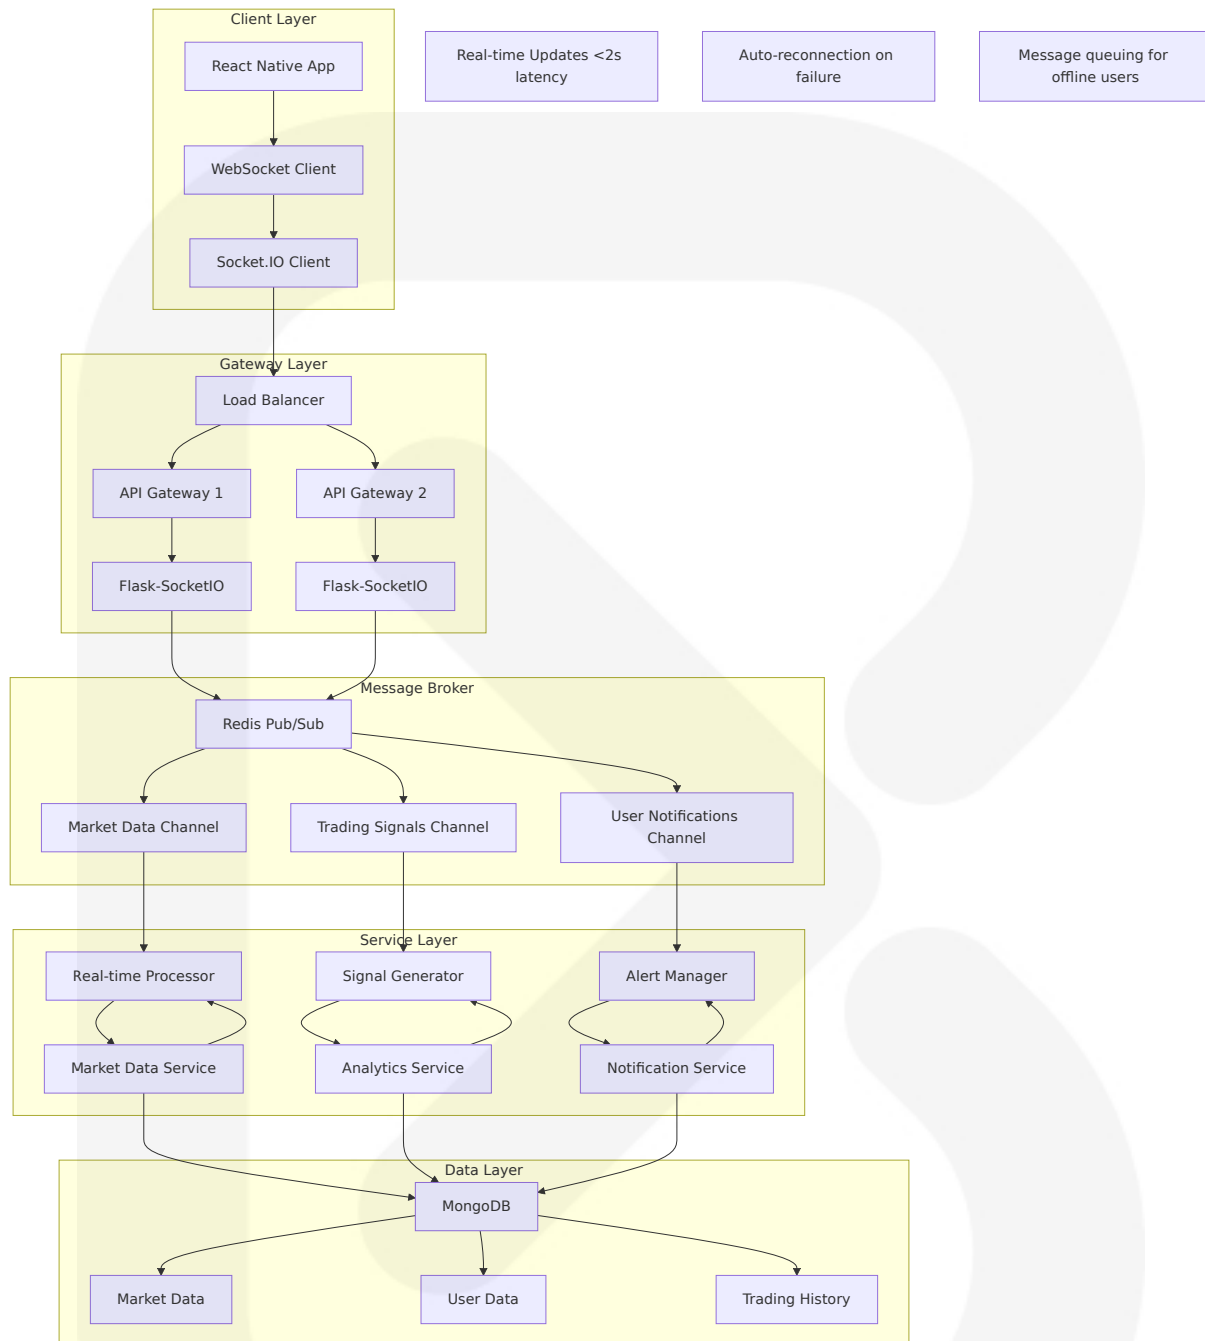 Client Layer
React Native App
Real-time Updates <2s
latency
Auto-reconnection on
failure
Message queuing for
offline users
WebSocket Client
Socket.IO Client
Gateway Layer
Load Balancer
API Gateway 1
API Gateway 2
Flask-SocketIO
Flask-SocketIO
Message Broker
Redis Pub/Sub
Market Data Channel
Trading Signals Channel
User Notifications
Channel
Service Layer
Real-time Processor
Signal Generator
Alert Manager
Market Data Service
Analytics Service
Notification Service
Data Layer
MongoDB
Market Data
User Data
Trading History